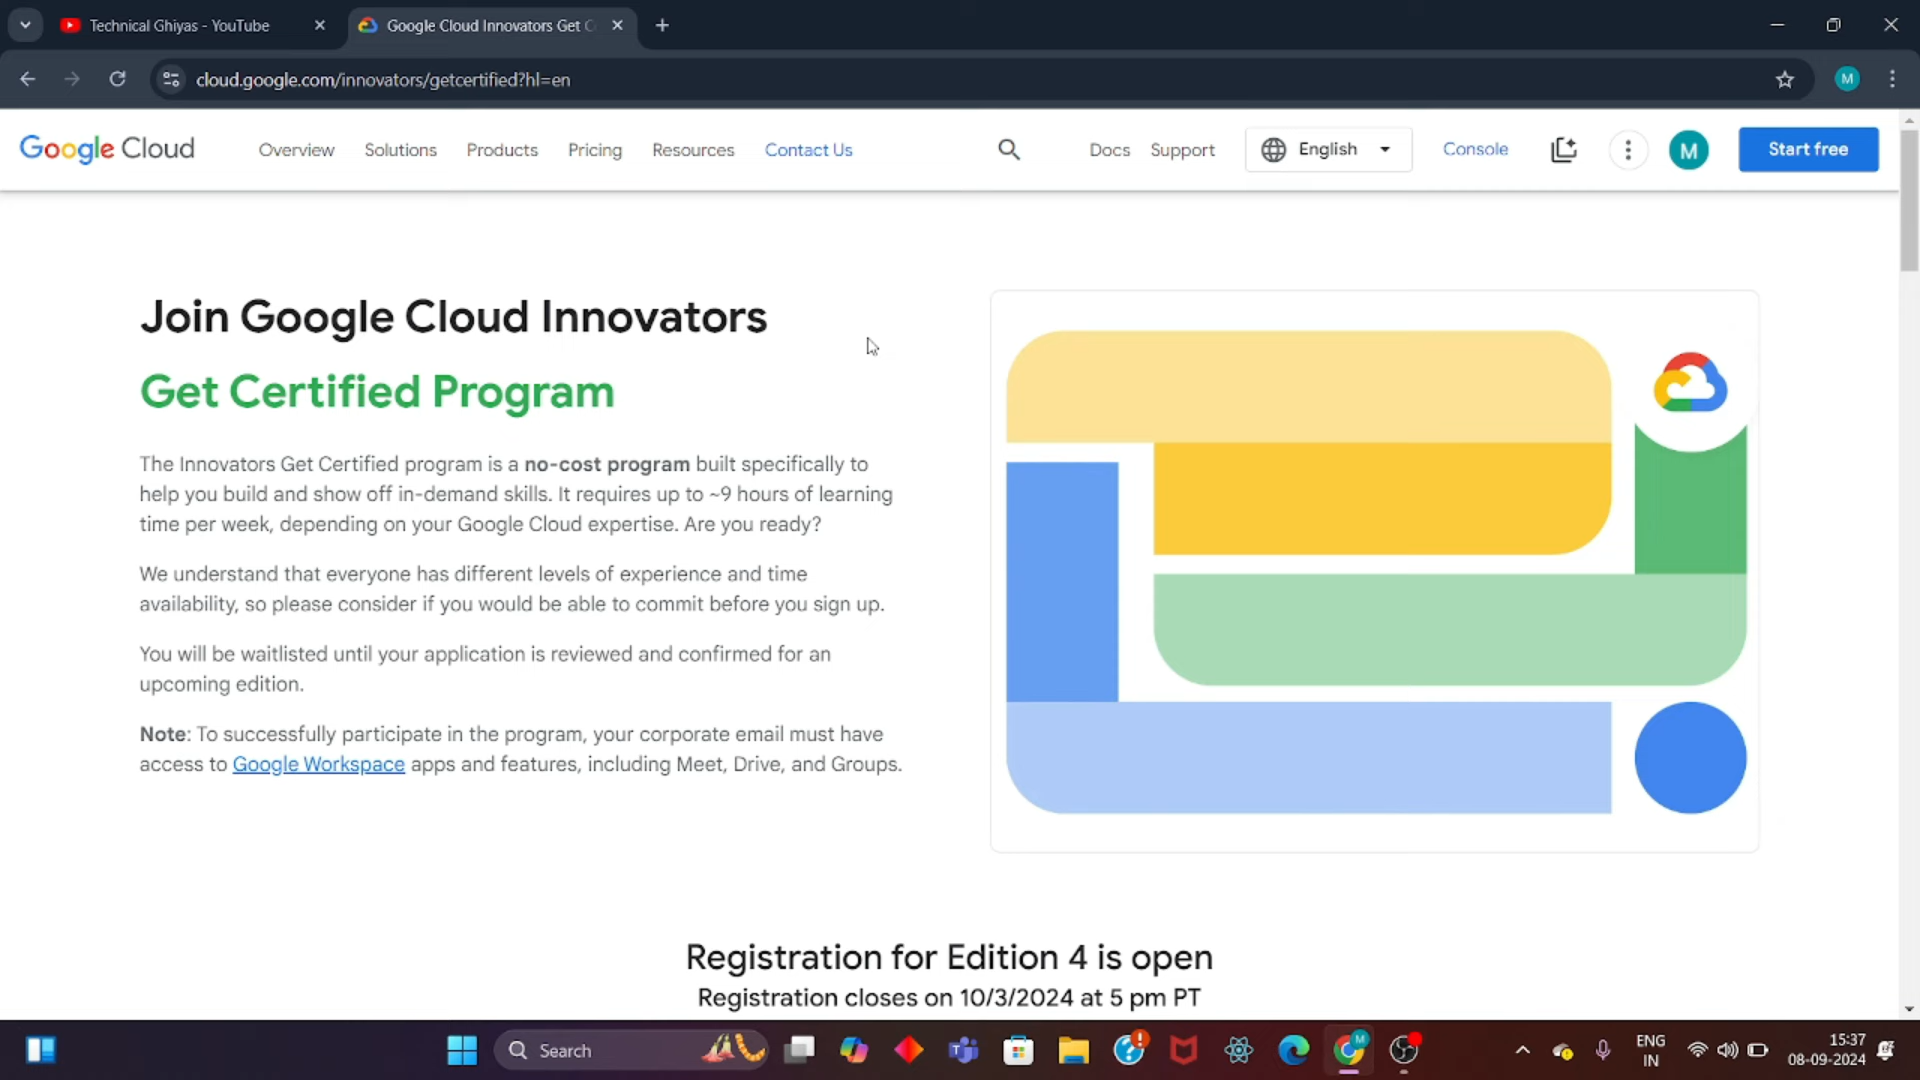 Technical Ghiyas - YouTube
Google Cloud Innovators Get C
cloud.google.com/innovators/getcertified?hl=en
M
Google Cloud
Overview
Solutions
Products
Pricing
Resources
Contact Us
Docs
Support
English
Console
M
Start free
Join Google Cloud Innovators
Get Certified Program
The Innovators Get Certified program is a no-cost program built specifically to
help you build and show off in-demand skills. It requires up to ~9 hours of learning
time per week, depending on your Google Cloud expertise. Are you ready?
We understand that everyone has different levels of experience and time
availability, so please consider if you would be able to commit before you sign up.
You will be waitlisted until your application is reviewed and confirmed for an
upcoming edition.
Note: To successfully participate in the program, your corporate email must have
access to Google Workspace apps and features, including Meet, Drive, and Groups.
Registration for Edition 4 is open
Registration closes on 10/3/2024 at 5 pm PT
Search
M
ENG
IN
15:37
08-09-2024